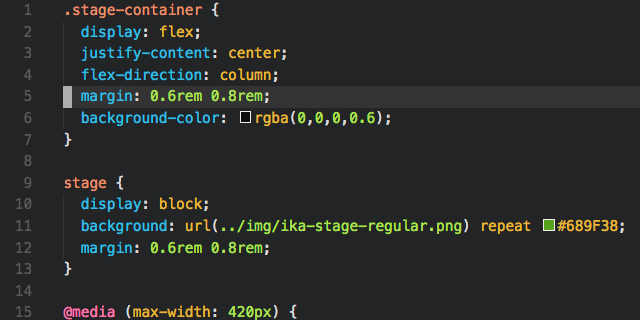 1 .stage-container {
2 display: flex;
3 justify-content: center;
4 flex-direction: column;
5 margin: 0.6rem 0.8rem;
6 background-color: rgba(0,0,0,0.6);
7 }
8
9 stage {
10 display: block;
11 background: url(../img/ika-stage-regular.png) repeat #689F38;
12 margin: 0.6rem 0.8rem;
13 }
14
15 @media (max-width: 420px) {